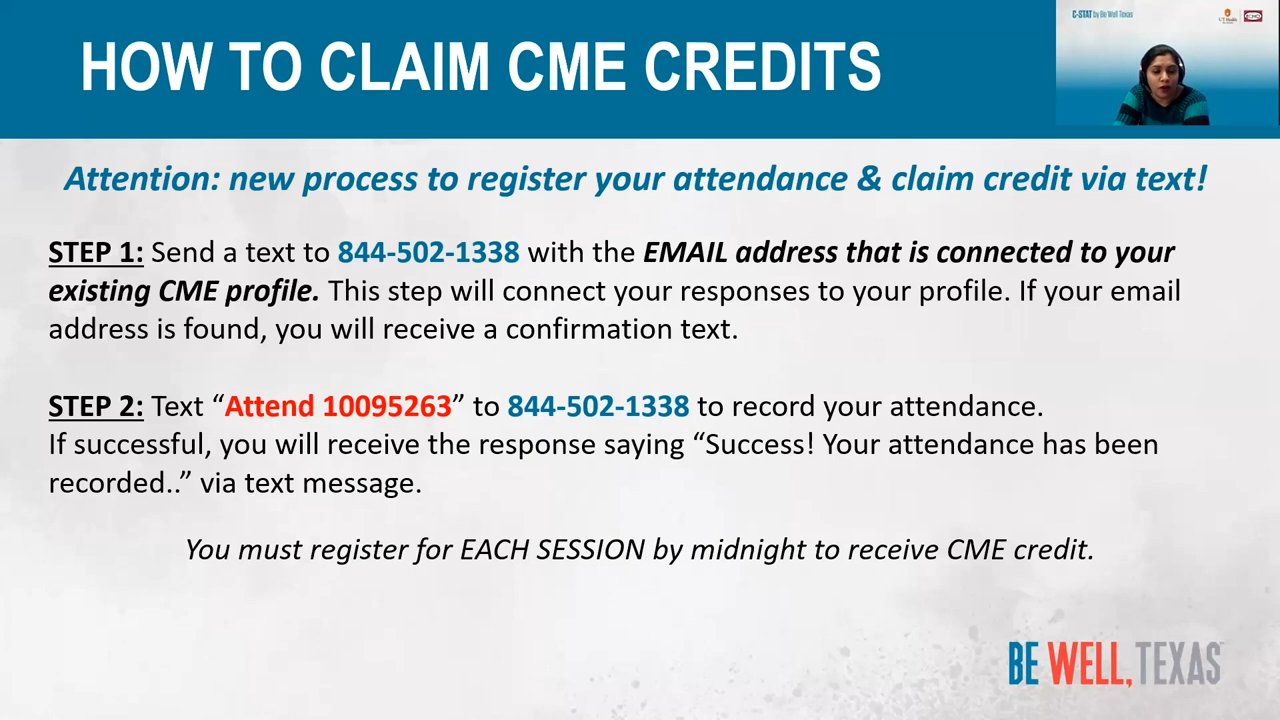 HOW TO CLAIM CME CREDITS
C-STAT by Be Well Texas
UT Health
Attention: new process to register your attendance & claim credit via text!
STEP 1: Send a text to 844-502-1338 with the EMAIL address that is connected to your
existing CME profile. This step will connect your responses to your profile. If your email
address is found, you will receive a confirmation text.
STEP 2: Text “Attend 10095263” to 844-502-1338 to record your attendance.
If successful, you will receive the response saying “Success! Your attendance has been
recorded..” via text message.
You must register for EACH SESSION by midnight to receive CME credit.
BE WELL, TEXAS